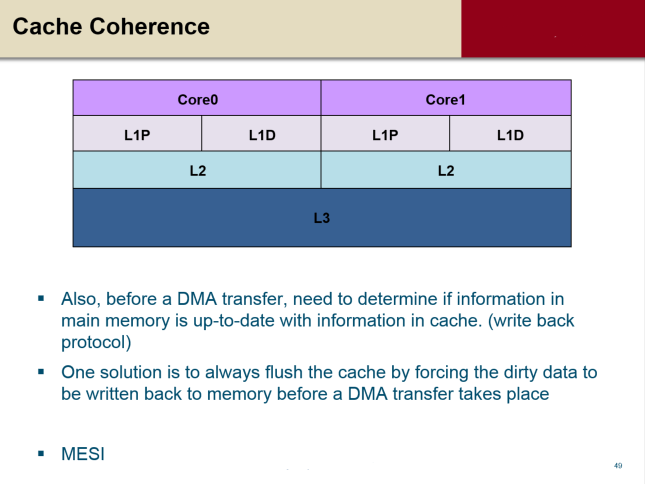 Cache Coherence
Core0 Core1
L1P L1D L1P L1D
L2 L2
L3
▪ Also, before a DMA transfer, need to determine if information in
main memory is up-to-date with information in cache. (write back
protocol)
▪ One solution is to always flush the cache by forcing the dirty data to
be written back to memory before a DMA transfer takes place
▪ MESI
49